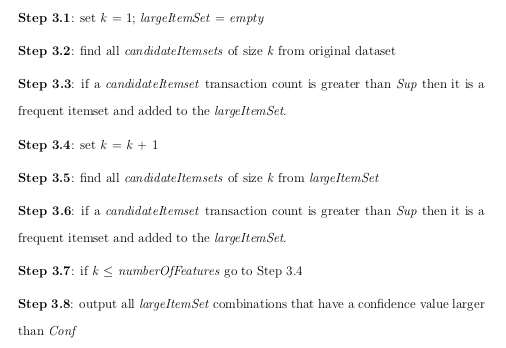 Step 3.1: set k = 1; largeItemSet = empty
Step 3.2: find all candidateItemsets of size k from original dataset
Step 3.3: if a candidateItemset transaction count is greater than Sup then it is a
frequent itemset and added to the largeItemSet.
Step 3.4: set k = k + 1
Step 3.5: find all candidateItemsets of size k from largeItemSet
Step 3.6: if a candidateItemset transaction count is greater than Sup then it is a
frequent itemset and added to the largeItemSet.
Step 3.7: if k ≤ numberOfFeatures go to Step 3.4
Step 3.8: output all largeItemSet combinations that have a confidence value larger
than Conf